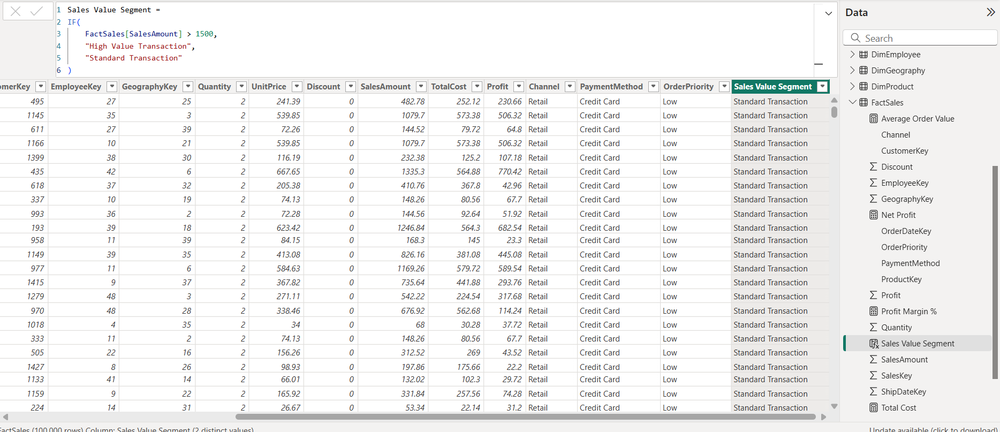 1 Sales Value Segment =
2 IF(
3 FactSales[SalesAmount] > 1500,
4 "High Value Transaction",
5 "Standard Transaction"
6 )
omerKey EmployeeKey GeographyKey Quantity UnitPrice Discount SalesAmount TotalCost Profit Channel PaymentMethod OrderPriority Sales Value Segment
495 27 25 2 241.39 0 482.78 252.12 230.66 Retail Credit Card Low Standard Transaction
1145 35 3 2 539.85 0 1079.7 573.38 506.32 Retail Credit Card Low Standard Transaction
611 27 39 2 72.26 0 144.52 79.72 64.8 Retail Credit Card Low Standard Transaction
1166 10 21 2 539.85 0 1079.7 573.38 506.32 Retail Credit Card Low Standard Transaction
1399 38 30 2 116.19 0 232.38 125.2 107.18 Retail Credit Card Low Standard Transaction
435 42 6 2 667.65 0 1335.3 564.88 770.42 Retail Credit Card Low Standard Transaction
618 37 32 2 205.38 0 410.76 367.8 42.96 Retail Credit Card Low Standard Transaction
337 10 19 2 74.13 0 148.26 80.56 67.7 Retail Credit Card Low Standard Transaction
993 36 2 2 72.28 0 144.56 92.64 51.92 Retail Credit Card Low Standard Transaction
193 39 18 2 623.42 0 1246.84 564.3 682.54 Retail Credit Card Low Standard Transaction
958 11 39 2 84.15 0 168.3 145 23.3 Retail Credit Card Low Standard Transaction
1149 39 35 2 413.08 0 826.16 381.08 445.08 Retail Credit Card Low Standard Transaction
977 11 6 2 584.63 0 1169.26 579.72 589.54 Retail Credit Card Low Standard Transaction
1415 9 37 2 367.82 0 735.64 441.88 293.76 Retail Credit Card Low Standard Transaction
1279 48 3 2 271.11 0 542.22 224.54 317.68 Retail Credit Card Low Standard Transaction
970 48 28 2 338.46 0 676.92 562.68 114.24 Retail Credit Card Low Standard Transaction
1018 4 35 2 34 0 68 30.28 37.72 Retail Credit Card Low Standard Transaction
333 11 2 2 74.13 0 148.26 80.56 67.7 Retail Credit Card Low Standard Transaction
505 22 16 2 156.26 0 312.52 269 43.52 Retail Credit Card Low Standard Transaction
1427 8 26 2 98.93 0 197.86 175.66 22.2 Retail Credit Card Low Standard Transaction
1133 41 14 2 66.01 0 132.02 102.3 29.72 Retail Credit Card Low Standard Transaction
1159 9 22 2 165.92 0 331.84 257.56 74.28 Retail Credit Card Low Standard Transaction
224 14 31 2 26.67 0 53.34 22.14 31.2 Retail Credit Card Low Standard Transaction
FactSales (100,000 rows) Column: Sales Value Segment (2 distinct values)
Data
Search
DimEmployee
DimGeography
DimProduct
FactSales
Average Order Value
Channel
CustomerKey
Discount
EmployeeKey
GeographyKey
Net Profit
OrderDateKey
OrderPriority
PaymentMethod
ProductKey
Profit
Profit Margin %
Quantity
Sales Value Segment
SalesAmount
SalesKey
ShipDateKey
Total Cost
Update available (click to download)